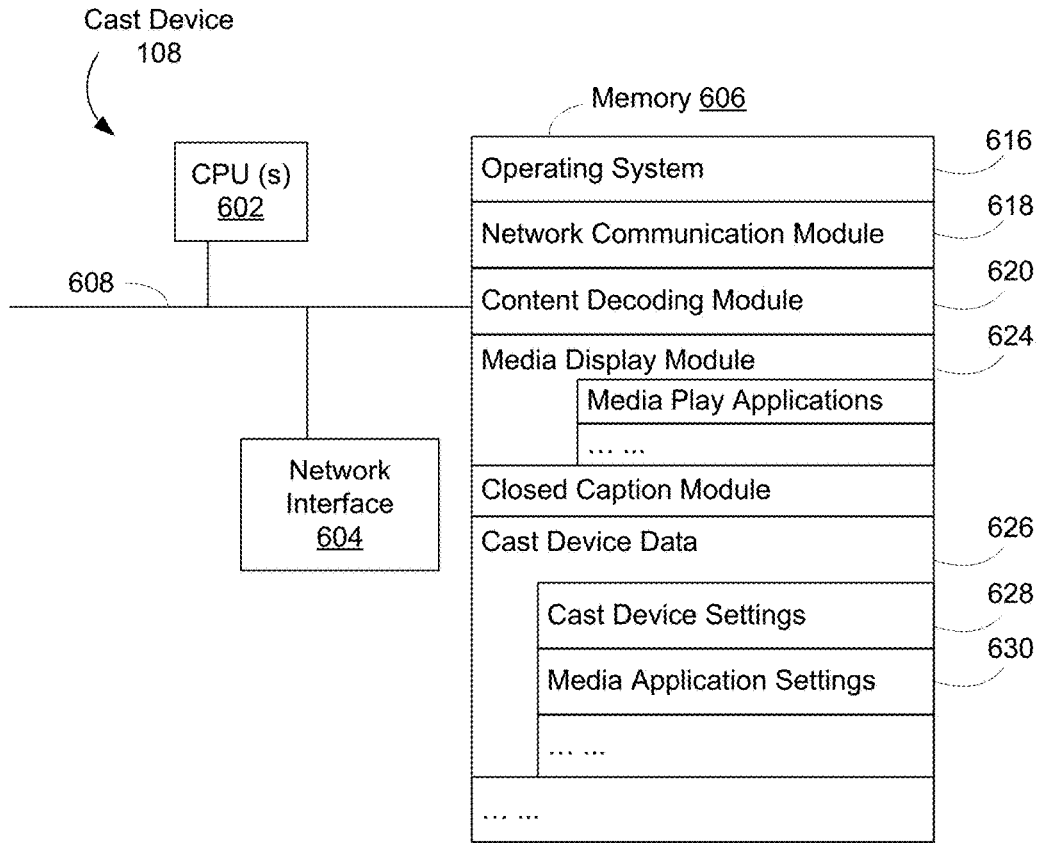 Cast Device
108
Memory 606
CPU (s)
602
608
Network
Interface
604
Operating System
616
Network Communication Module
618
Content Decoding Module
620
Media Display Module
624
Media Play Applications
... ...
Closed Caption Module
Cast Device Data
626
Cast Device Settings
628
Media Application Settings
630
... ...
... ...